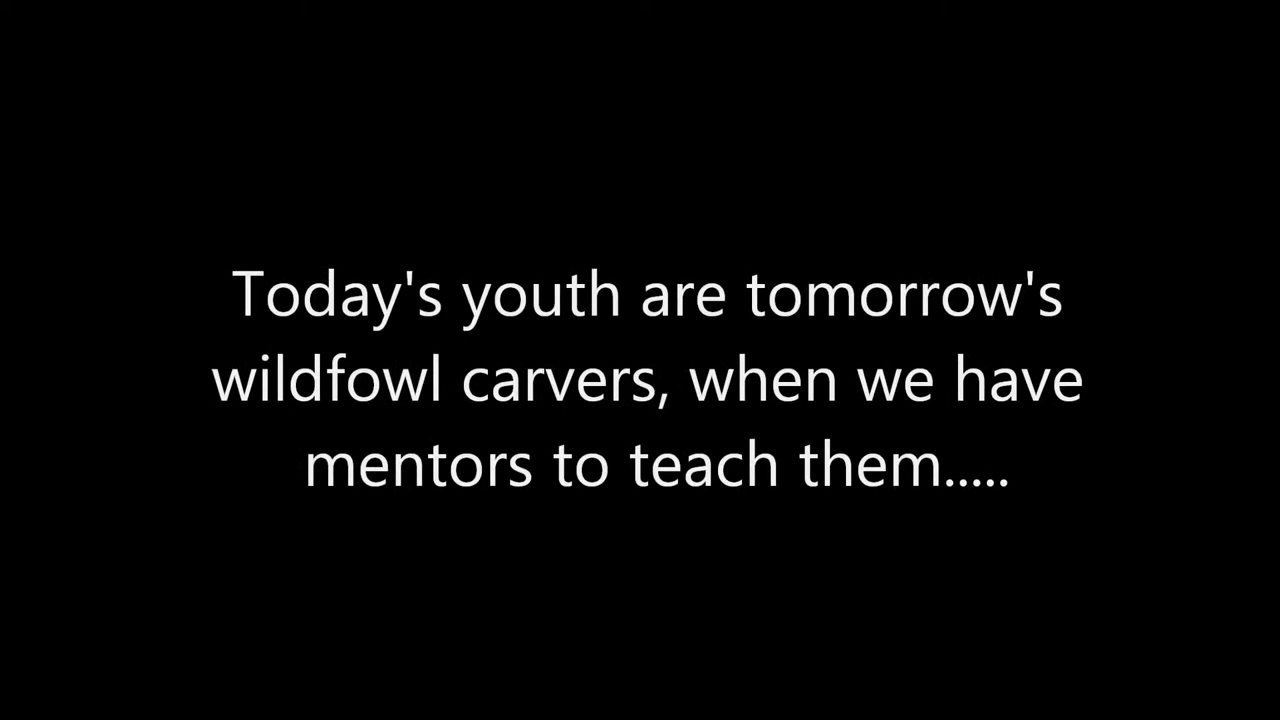 Today's youth are tomorrow's
wildfowl carvers, when we have
mentors to teach them.....